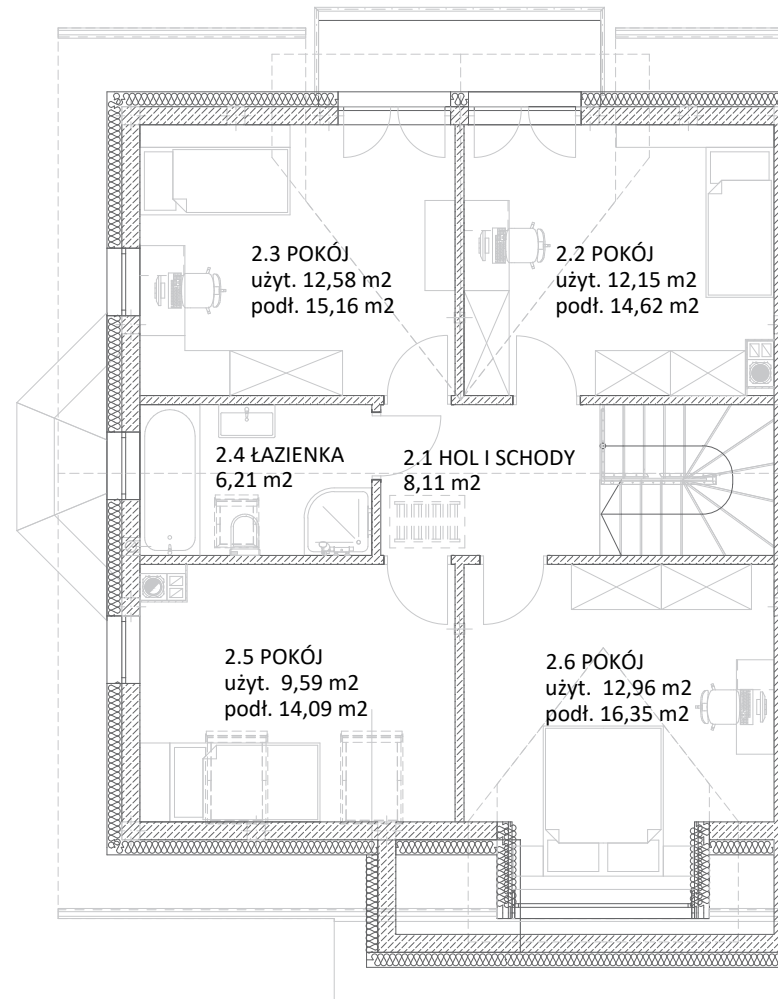 2.3 POKÓJ
użyt. 12,58 m2
podł. 15,16 m2
2.2 POKÓJ
użyt. 12,15 m2
podł. 14,62 m2
2.4 ŁAZIENKA
6,21 m2
2.1 HOL I SCHODY
8,11 m2
2.5 POKÓJ
użyt. 9,59 m2
podł. 14,09 m2
2.6 POKÓJ
użyt. 12,96 m2
podł. 16,35 m2